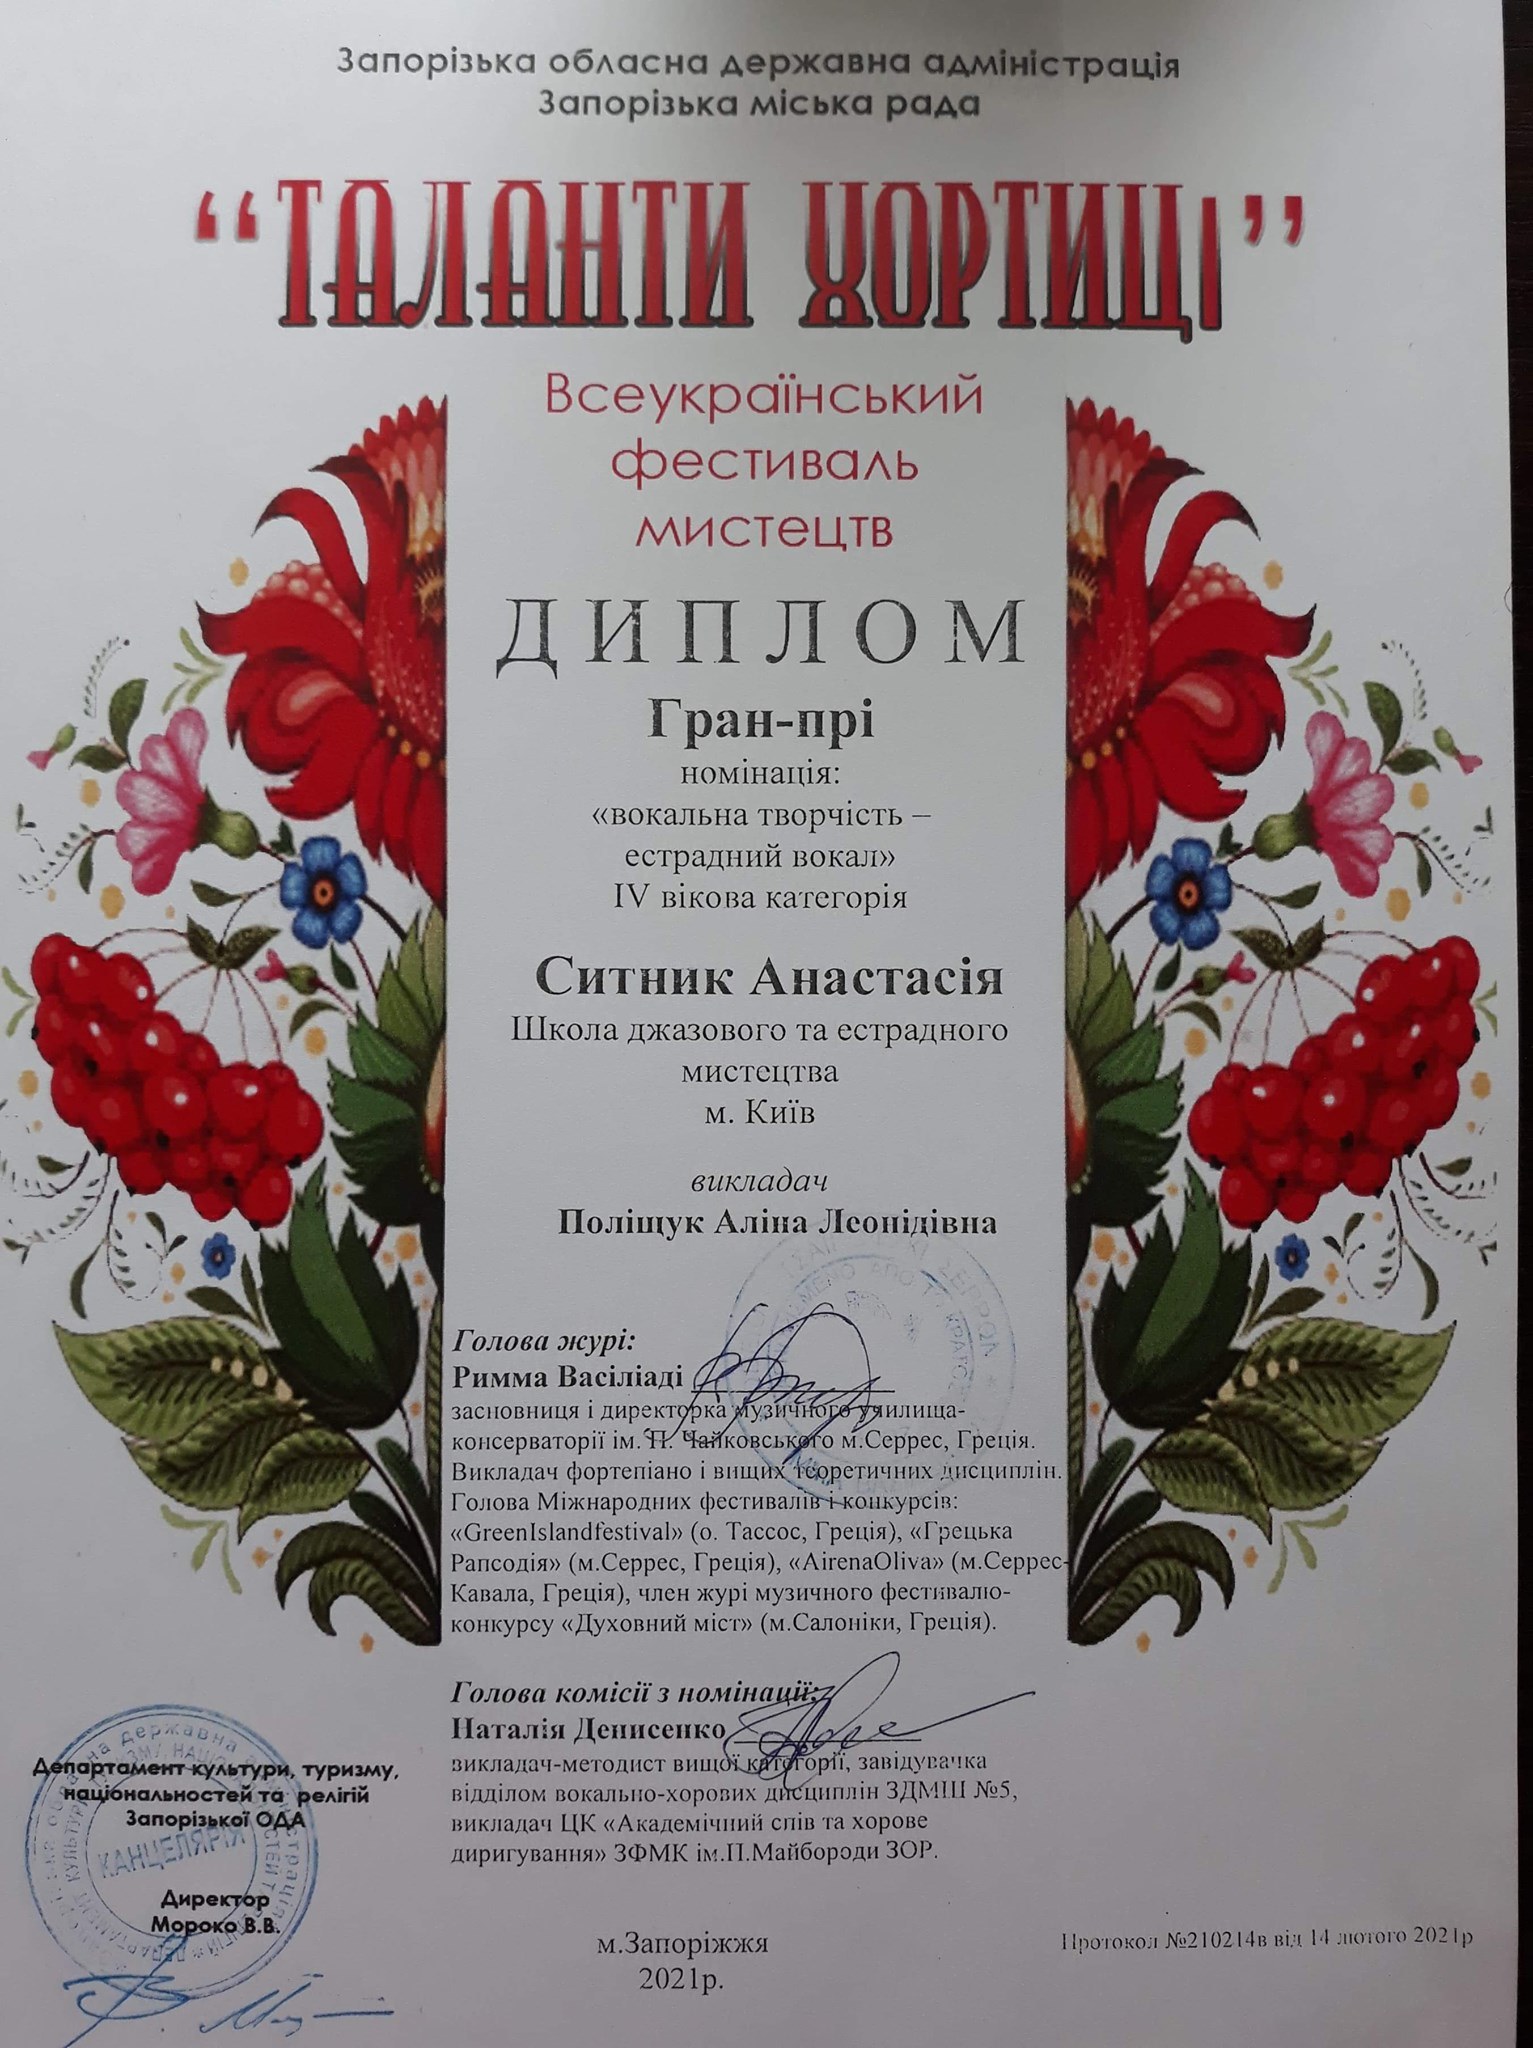 Запорізька обласна державна адміністрація
Запорізька міська рада
“ТАЛАНТИ ХОРТИЦІ”
Всеукраїнський
фестиваль
мистецтв
ДИПЛОМ
Гран-прі
номінація:
«вокальна творчість –
естрадний вокал»
IV вікова категорія
Ситник Анастасія
Школа джазового та естрадного
мистецтва
м. Київ
викладач
Поліщук Аліна Леонідівна
Голова журі:
Римма Васіліаді
засновниця і директорка музичного училища-
консерваторії ім. П. Чайковського м.Серрес, Греція.
Викладач фортепіано і вищих теоретичних дисциплін.
Голова Міжнародних фестивалів і конкурсів:
«GreenIslandfestival» (о. Тассос, Греція), «Грецька
Рапсодія» (м.Серрес, Греція), «AirenaOliva» (м.Серрес-
Кавала, Греція), член журі музичного фестивалю-
конкурсу «Духовний міст» (м.Салоніки, Греція).
Голова комісії з номінації:
Наталія Денисенко
викладач-методист вищої категорії, завідувачка
відділом вокально-хорових дисциплін ЗДМШ №5,
викладач ЦК «Академічний спів та хорове
диригування» ЗФМК ім.П.Майбороди ЗОР.
Департамент культури, туризму,
національностей та релігій
Запорізької ОДА
КАНЦЕЛЯРІЯ
Директор
Мороко В.В.
м.Запоріжжя
2021р.
Протокол №210214в від 14 лютого 2021р